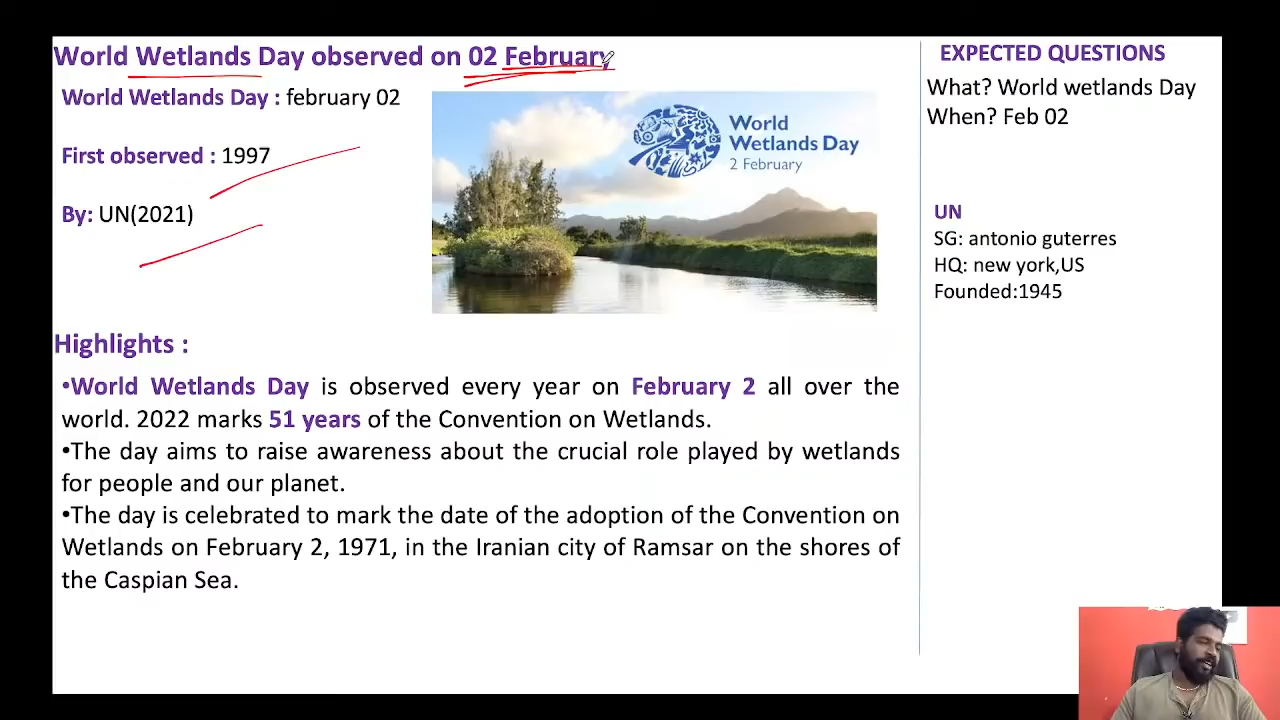 World Wetlands Day observed on 02 February
World Wetlands Day : february 02
First observed : 1997
By: UN(2021)
World
Wetlands Day
2 February
Highlights :
•World Wetlands Day is observed every year on February 2 all over the
world. 2022 marks 51 years of the Convention on Wetlands.
•The day aims to raise awareness about the crucial role played by wetlands
for people and our planet.
•The day is celebrated to mark the date of the adoption of the Convention on
Wetlands on February 2, 1971, in the Iranian city of Ramsar on the shores of
the Caspian Sea.
EXPECTED QUESTIONS
What? World wetlands Day
When? Feb 02
UN
SG: antonio guterres
HQ: new york,US
Founded:1945